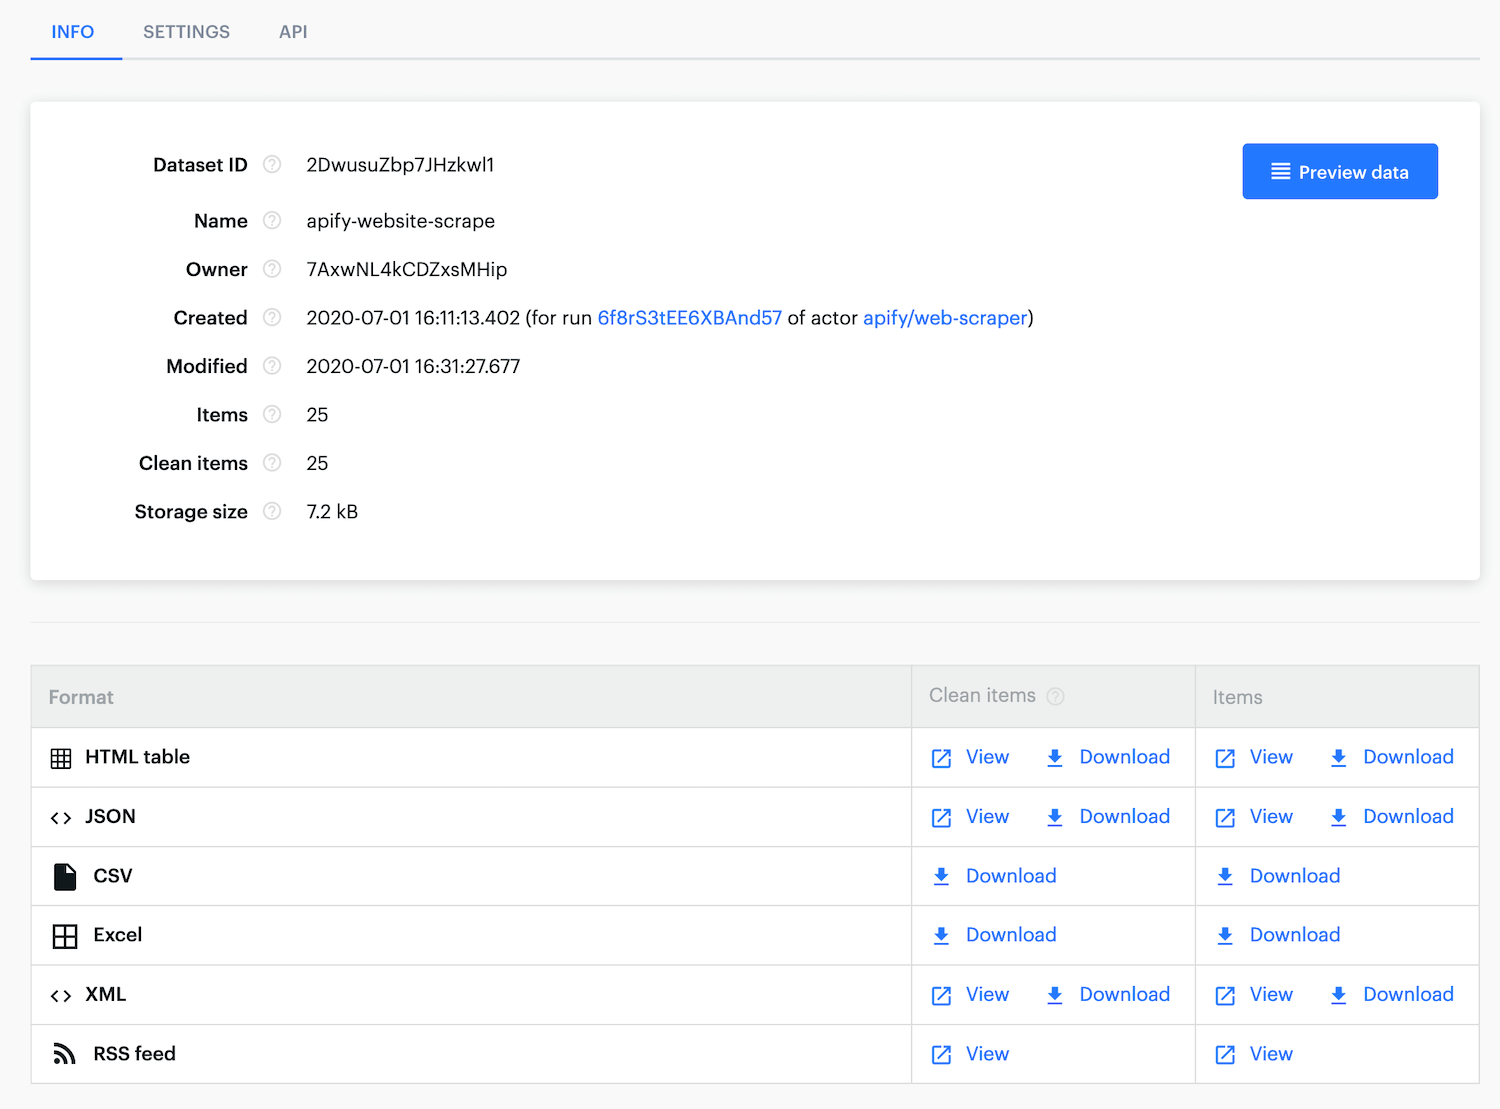 INFO SETTINGS API
Dataset ID 2DwusuZbp7JHzkwl1
Preview data
Name apify-website-scrape
Owner 7AxwNL4kCDZxsMHip
Created 2020-07-01 16:11:13.402 (for run 6f8rS3tEE6XBAnd57 of actor apify/web-scraper)
Modified 2020-07-01 16:31:27.677
Items 25
Clean items 25
Storage size 7.2 kB
Format Clean items Items
HTML table View Download View Download
JSON View Download View Download
CSV Download Download
Excel Download Download
XML View Download View Download
RSS feed View View